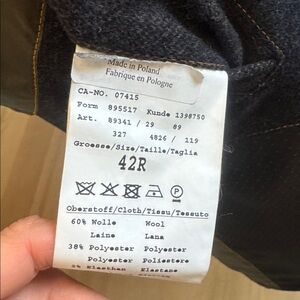 Made in Poland
Fabrique en Pologne
CA-NO. 07415
Form 895517 Kunde 1398750
Art. 89341 / 29 89
327 4826 / 119
Groesse/Size/Taille/Taglia
42R
P
Oberstoff/Cloth/Tissu/Tessuto
60% Wolle Wool
Laine Lana
38% Polyester Polyester
Polyester Poliestere
2% Elasthan Elastane